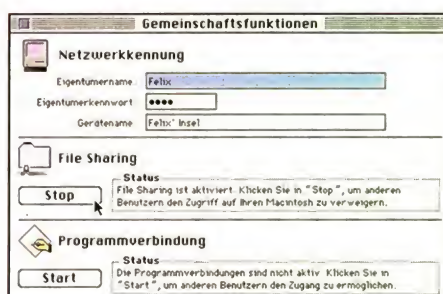 Gemeinschaftsfunktionen
Netzwerkkennung
Eigentümername Felix
Eigentümerkennwort ••••
Gerätename Felix' Insel
File Sharing
Status
Stop
File Sharing ist aktiviert. Klicken Sie in "Stop", um anderen
Benutzern den Zugriff auf Ihren Macintosh zu verweigern.
Programmverbindung
Status
Start
Die Programmverbindungen sind nicht aktiv. Klicken Sie in
"Start", um anderen Benutzern den Zugang zu ermöglichen.